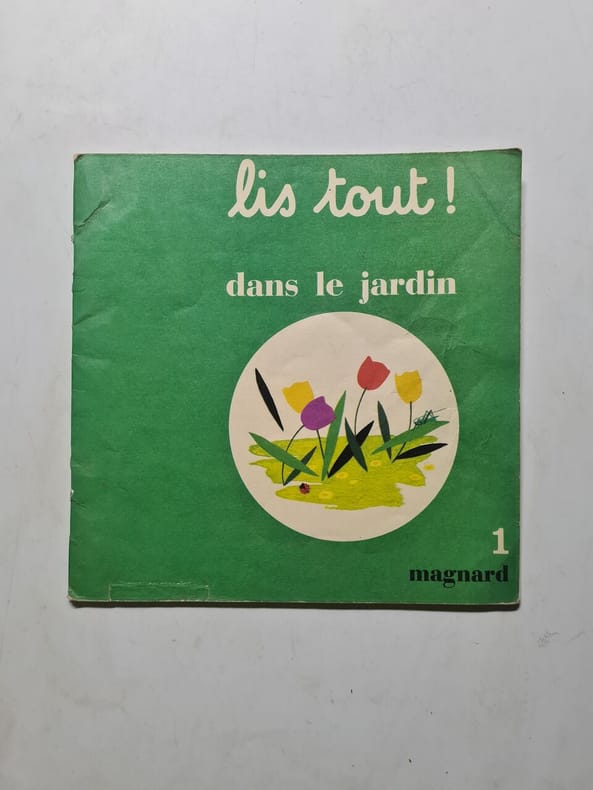 lis tout !
dans le jardin
1
magnard